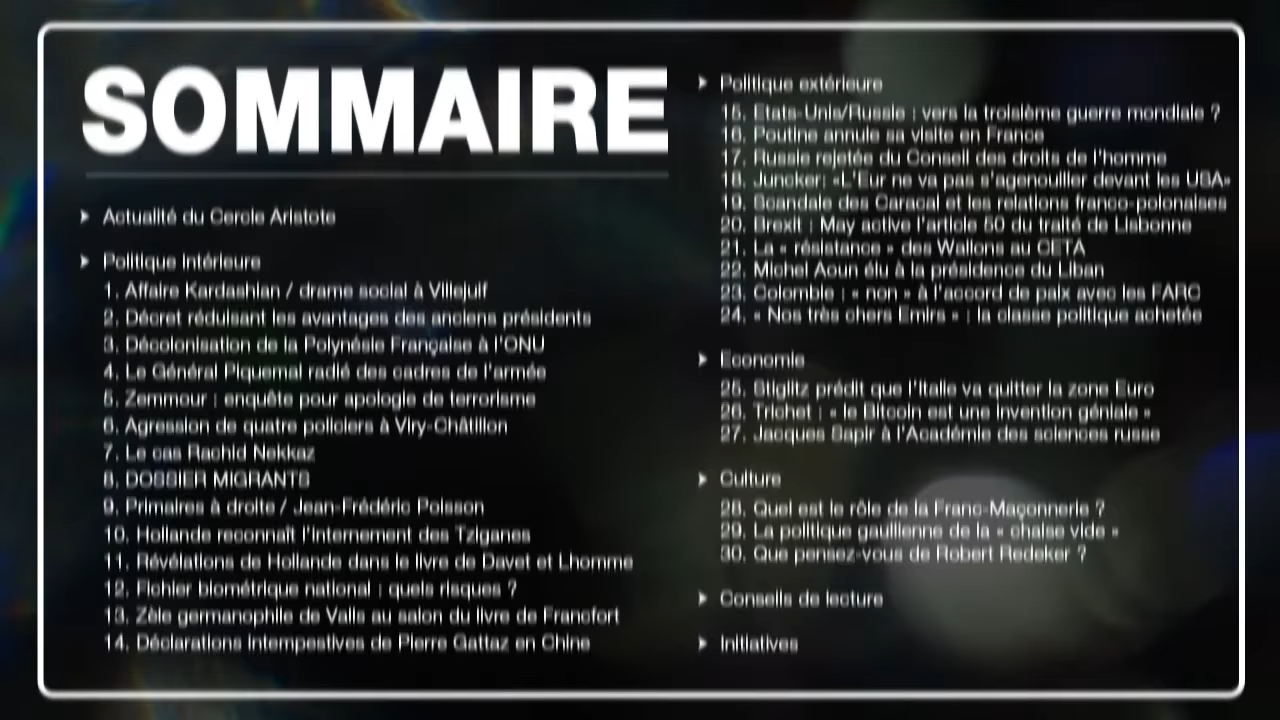 SOMMAIRE
Actualité du Cercle Aristote
Politique intérieure
1. Affaire Kardashian / drame social à Villejuif
2. Décret réduisant les avantages des anciens présidents
3. Décolonisation de la Polynésie Française à l'ONU
4. Le Général Piquemal radié des cadres de l'armée
5. Zemmour : enquête pour apologie de terrorisme
6. Agression de quatre policiers à Viry-Châtillon
7. Le cas Rachid Nekkaz
8. DOSSIER MIGRANTS
9. Primaires à droite / Jean-Frédéric Poisson
10. Hollande reconnaît l'internement des Tziganes
11. Révélations de Hollande dans le livre de Davet et Lhomme
12. Fichier biométrique national : quels risques ?
13. Zèle germanophile de Valls au salon du livre de Francfort
14. Déclarations intempestives de Pierre Gattaz en Chine
Politique extérieure
15. Etats-Unis/Russie : vers la troisième guerre mondiale ?
16. Poutine annule sa visite en France
17. Russie rejetée du Conseil des droits de l'homme
18. Juncker: «L'Eur ne va pas s'agenouiller devant les USA»
19. Scandale des Caracal et les relations franco-polonaises
20. Brexit : May active l'article 50 du traité de Lisbonne
21. La « résistance » des Wallons au CETA
22. Michel Aoun élu à la présidence du Liban
23. Colombie : « non » à l'accord de paix avec les FARC
24. « Nos très chers Emirs » : la classe politique achetée
Economie
25. Stiglitz prédit que l'Italie va quitter la zone Euro
26. Trichet : « le Bitcoin est une invention géniale »
27. Jacques Sapir à l'Académie des sciences russe
Culture
28. Quel est le rôle de la Franc-Maçonnerie ?
29. La politique gaullienne de la « chaise vide »
30. Que pensez-vous de Robert Redeker ?
Conseils de lecture
Initiatives